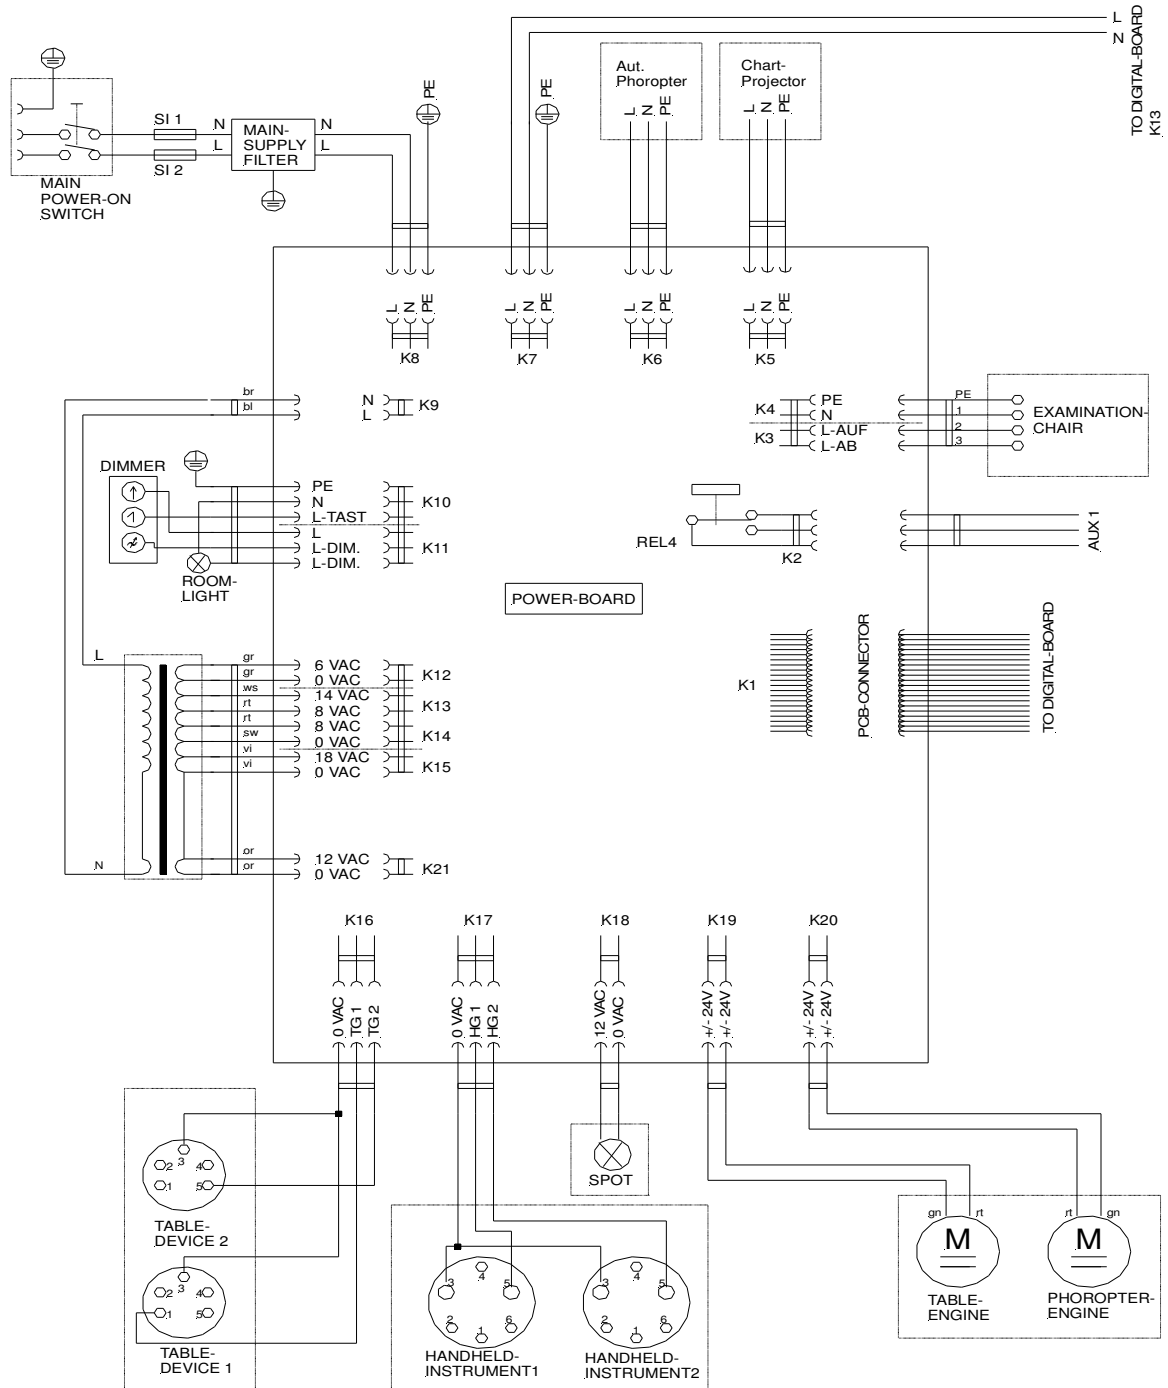 L
N
TO DIGITAL-BOARD
K13
PE
PE
Aut.
Phoropter
L
N
PE
Chart-
Projector
L
N
PE
SI 1
SI 2
N
L
MAIN-
SUPPLY
FILTER
N
L
MAIN
POWER-ON
SWITCH
L
N
PE
K8
L
N
PE
K7
L
N
PE
K6
L
N
PE
K5
br
bl
N
L
K9
K4
K3
PE
N
L-AUF
L-AB
PE
1
2
3
EXAMINATION-
CHAIR
DIMMER
PE
N
L-TAST
L
L-DIM.
L-DIM.
K10
K11
ROOM-
LIGHT
REL4
K2
AUX 1
POWER-BOARD
L
N
gr
gr
ws
rt
rt
sw
vi
vi
6 VAC
0 VAC
14 VAC
8 VAC
8 VAC
0 VAC
18 VAC
0 VAC
K12
K13
K14
K15
K1
PCB-CONNECTOR
TO DIGITAL-BOARD
or
or
12 VAC
0 VAC
K21
K16
K17
K18
K19
K20
0 VAC
TG 1
TG 2
0 VAC
HG 1
HG 2
12 VAC
0 VAC
+/- 24V
+/- 24V
+/- 24V
+/- 24V
3
2
4
1
5
TABLE-
DEVICE 2
3
2
4
1
5
TABLE-
DEVICE 1
3
4
5
2
1
6
HANDHELD-
INSTRUMENT1
3
4
5
2
1
6
HANDHELD-
INSTRUMENT2
SPOT
gn
rt
M
TABLE-
ENGINE
rt
gn
M
PHOROPTER-
ENGINE